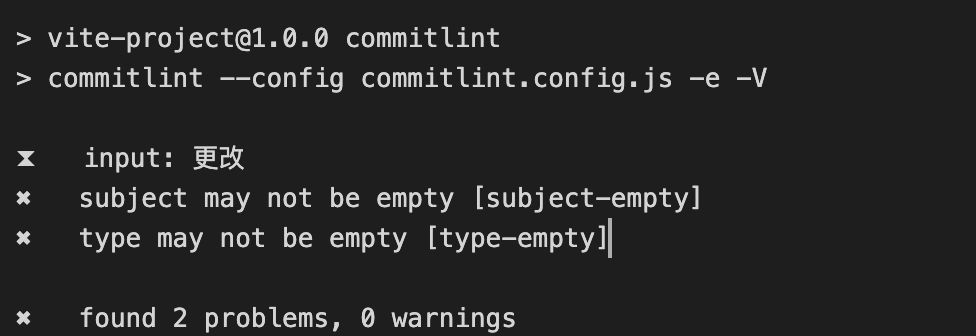 > vite-project@1.0.0 commitlint
> commitlint --config commitlint.config.js -e -V
⧗ input: 更改
✖ subject may not be empty [subject-empty]
✖ type may not be empty [type-empty]
✖ found 2 problems, 0 warnings